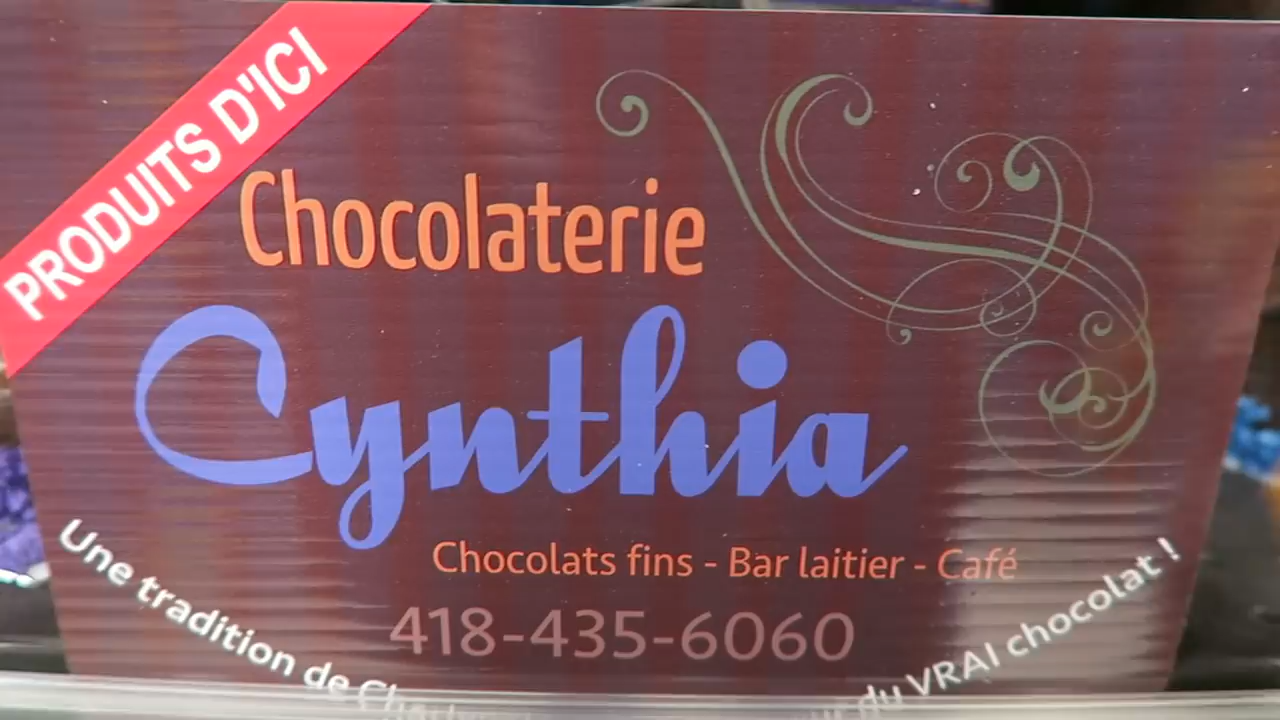 PRODUITS D'ICI
Chocolaterie
Cynthia
Chocolats fins - Bar laitier - Café
418-435-6060
Une tradition de
du VRAI chocolat !